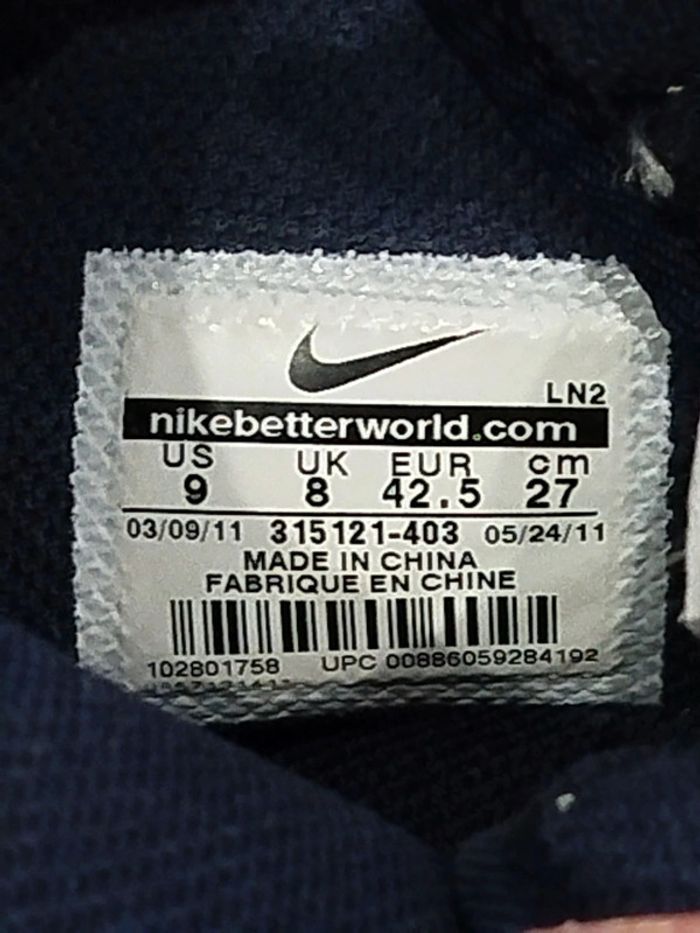 LN2
nikebetterworld.com
US UK EUR cm
9 8 42.5 27
03/09/11 315121-403 05/24/11
MADE IN CHINA
FABRIQUE EN CHINE
102801758 UPC 00886059284192